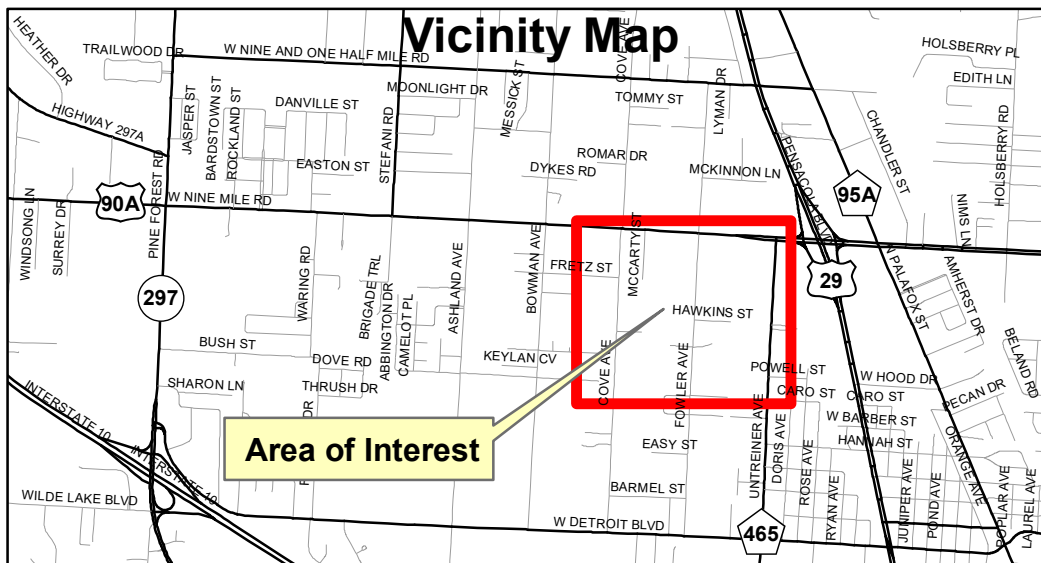 Vicinity Map
HEATHER DR
TRAILWOOD DR
W NINE AND ONE HALF MILE RD
COVE AVE
HOLSBERRY PL
EDITH LN
MOONLIGHT DR
MESSICK ST
TOMMY ST
LYMAN DR
DANVILLE ST
HIGHWAY 297A
JASPER ST
BARDSTOWN ST
ROCKLAND ST
STEFANI RD
CHANDLER ST
HOLSBERRY RD
PENSACOLA BLVD
ROMAR DR
EASTON ST
DYKES RD
MCKINNON LN
95A
90A
W NINE MILE RD
PINE FOREST RD
WINDSONG LN
SURREY DR
NIMS LN
MCCARTY ST
N PALAFOX ST
AMHERST DR
29
FRETZ ST
BOWMAN AVE
ASHLAND AVE
WARING RD
BRIGADE TRL
ABBINGTON DR
CAMELOT PL
297
HAWKINS ST
BUSH ST
DOVE RD
KEYLAN CV
BELAND RD
POWELL ST
W HOOD DR
SHARON LN
THRUSH DR
COVE AVE
FOWLER AVE
CARO ST
CARO ST
PECAN DR
INTERSTATE 10
W BARBER ST
Area of Interest
EASY ST
HANNAH ST
UNTREINER AVE
DORIS AVE
ROSE AVE
ORANGE AVE
INTERSTATE 10
BARMEL ST
WILDE LAKE BLVD
RYAN AVE
JUNIPER AVE
POND AVE
POPLAR AVE
LAUREL AVE
W DETROIT BLVD
465